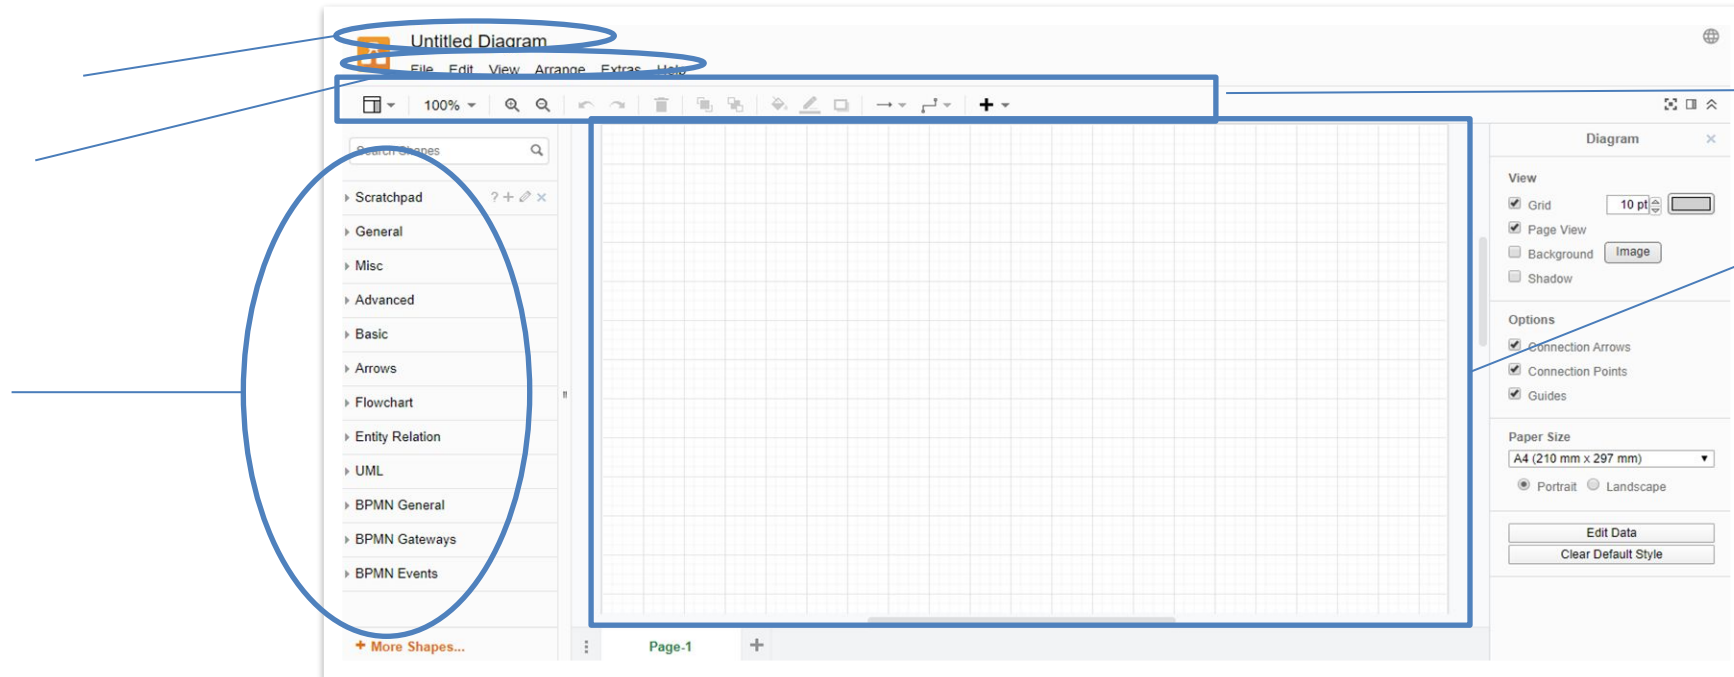 Untitled Diagram
File Edit View Arrange Extras Help
100%
Search Shapes
Scratchpad ? + ×
General
Misc
Advanced
Basic
Arrows
Flowchart
Entity Relation
UML
BPMN General
BPMN Gateways
BPMN Events
+ More Shapes...
Page-1 +
Diagram ×
View
Grid 10 pt
Page View
Background Image
Shadow
Options
Connection Arrows
Connection Points
Guides
Paper Size
A4 (210 mm x 297 mm)
Portrait Landscape
Edit Data
Clear Default Style